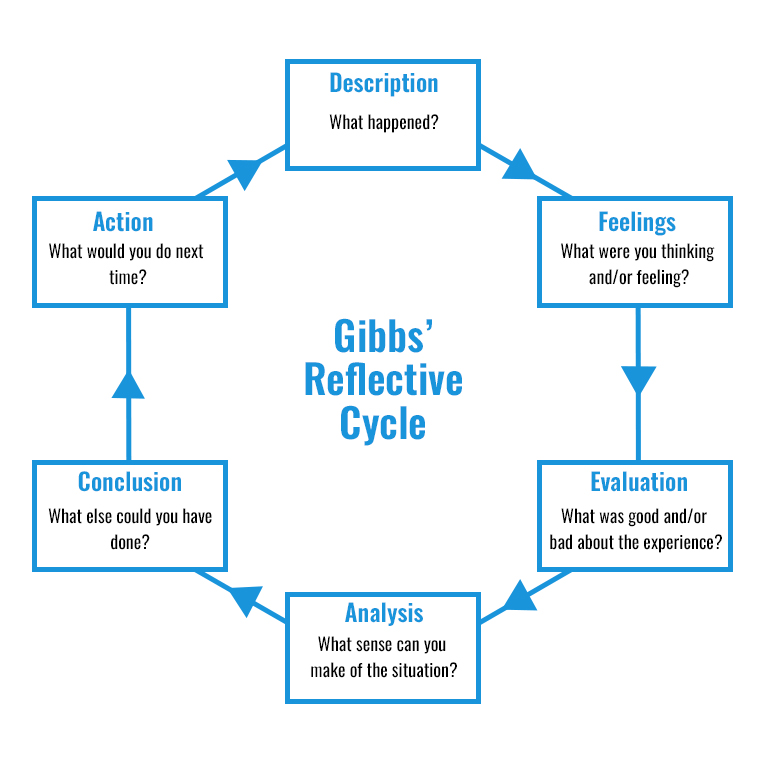 Description
What happened?
Feelings
What were you thinking
and/or feeling?
Evaluation
What was good and/or
bad about the experience?
Analysis
What sense can you
make of the situation?
Conclusion
What else could you have
done?
Action
What would you do next
time?
Gibbs’
Reflective
Cycle